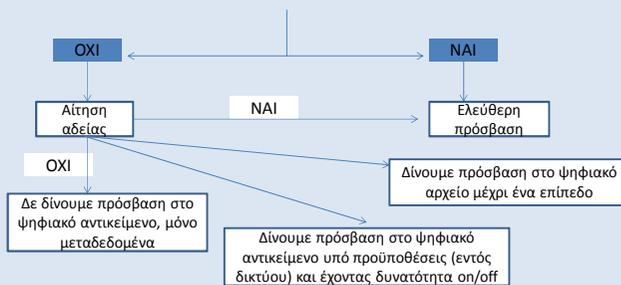 ΟΧΙ
ΝΑΙ
Αίτηση
αδείας
ΝΑΙ
Ελεύθερη
πρόσβαση
ΟΧΙ
Δίνουμε πρόσβαση στο ψηφιακό
αρχείο μέχρι ένα επίπεδο
Δε δίνουμε πρόσβαση στο
ψηφιακό αντικείμενο, μόνο
μεταδεδομένα
Δίνουμε πρόσβαση στο ψηφιακό
αντικείμενο υπό προϋποθέσεις (εντός
δικτύου) και έχοντας δυνατότητα on/off